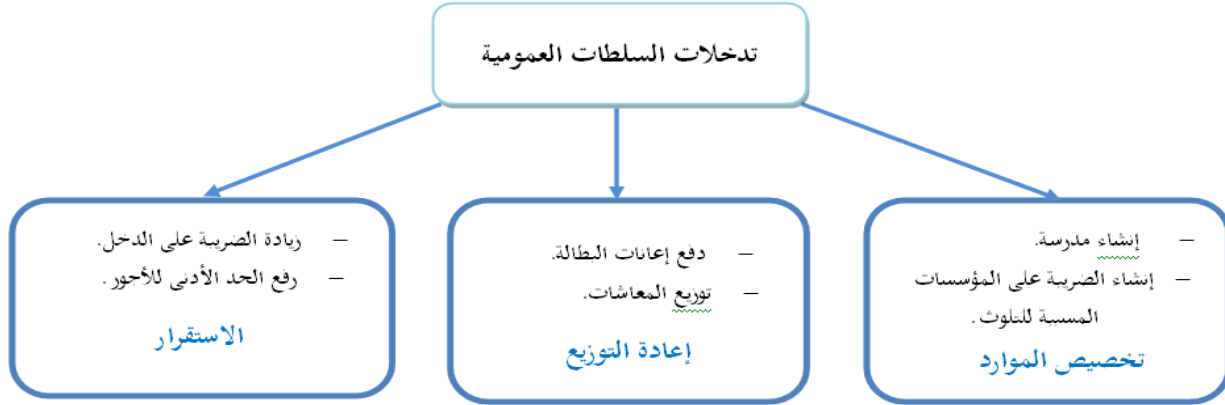 تدخلات السلطات العمومية
– إنشاء مدرسة.
– إنشاء الضريبة على المؤسسات
المسببة للتلوث.
تخصيص الموارد
– دفع إعانات البطالة.
– توزيع المعاشات.
إعادة التوزيع
– زيادة الضريبة على الدخل.
– رفع الحد الأدنى للأجور.
الاستقرار